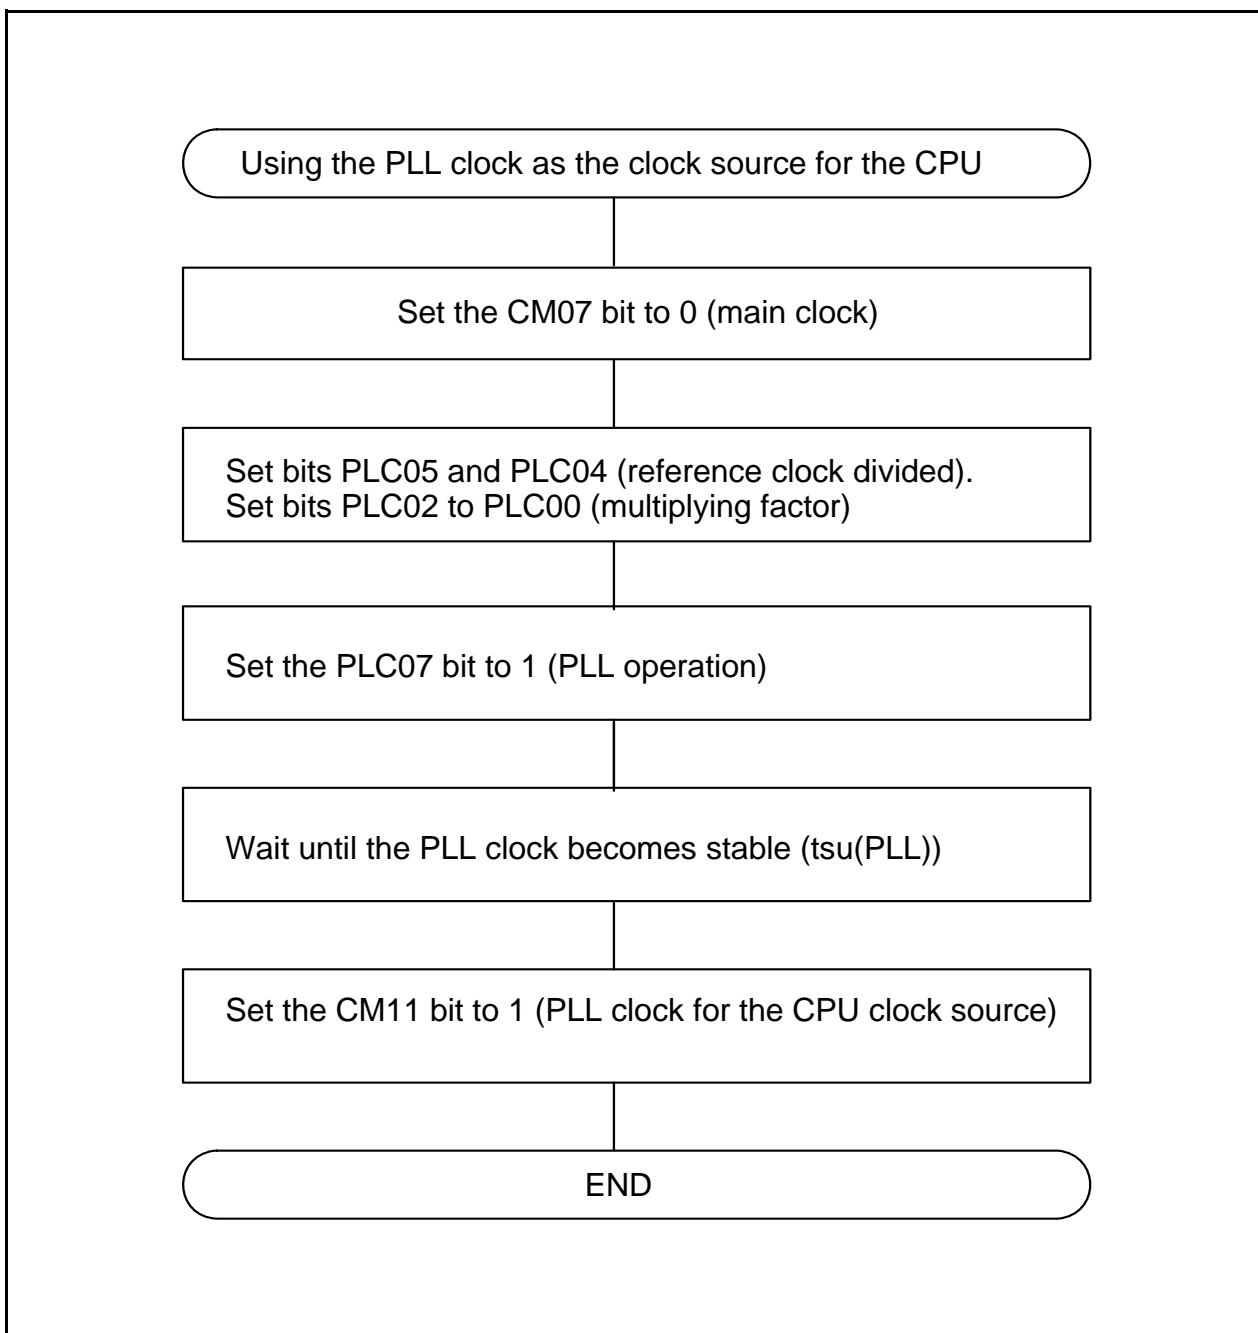 Using the PLL clock as the clock source for the CPU
Set the CM07 bit to 0 (main clock)
Set bits PLC05 and PLC04 (reference clock divided).
Set bits PLC02 to PLC00 (multiplying factor)
Set the PLC07 bit to 1 (PLL operation)
Wait until the PLL clock becomes stable (tsu(PLL))
Set the CM11 bit to 1 (PLL clock for the CPU clock source)
END